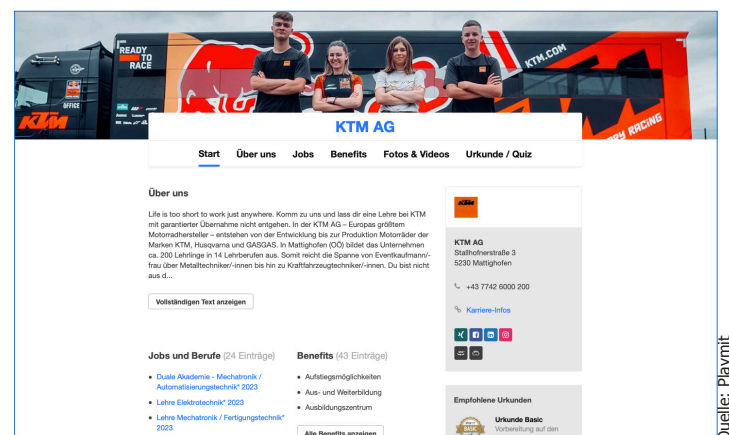 READY
TO
RACE
OFFICE
KTM
KTM.COM
RACING
KTM AG
Start Über uns Jobs Benefits Fotos & Videos Urkunde / Quiz
Über uns
Life is too short to work just anywhere. Komm zu uns und lass dir eine Lehre bei KTM
mit garantierter Übernahme nicht entgehen. In der KTM AG – Europas größtem
Motorradhersteller – entstehen von der Entwicklung bis zur Produktion Motorräder der
Marken KTM, Husqvarna und GASGAS. In Mattighofen (OÖ) bildet das Unternehmen
ca. 200 Lehrlinge in 14 Lehrberufen aus. Somit reicht die Spanne von Eventkaufmann/-
frau über Metalltechniker/-innen bis hin zu Kraftfahrzeugtechniker/-innen. Du bist nicht
aus d...
Vollständigen Text anzeigen
KTM
KTM AG
Stallhofnerstraße 3
5230 Mattighofen
+43 7742 6000 200
Karriere-Infos
Jobs und Berufe (24 Einträge)
Duale Akademie - Mechatronik /
Automatisierungstechnik* 2023
Lehre Elektrotechnik* 2023
Lehre Mechatronik / Fertigungstechnik*
2023
Benefits (43 Einträge)
Aufstiegsmöglichkeiten
Aus- und Weiterbildung
Ausbildungszentrum
Alle Benefits anzeigen
Empfohlene Urkunden
BASIC
Urkunde Basic
Vorbereitung auf den
Quelle: Playmit